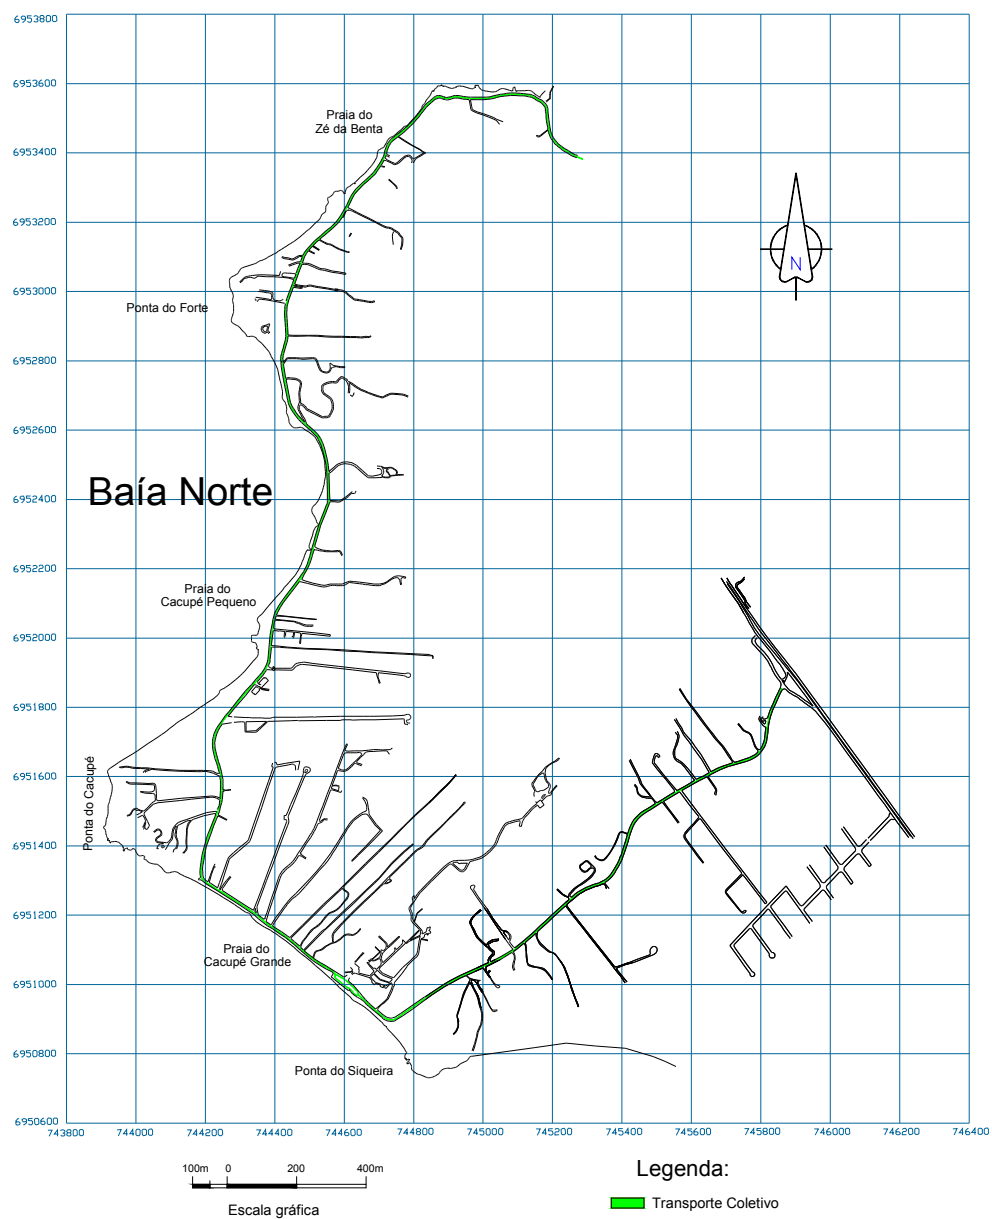 6953800
6953600
Praia do
Zé da Benta
6953400
6953200
N
6953000
Ponta do Forte
6952800
6952600
Baía Norte
6952400
6952200
Praia do
Cacupé Pequeno
6952000
6951800
Ponta do Cacupé
6951600
6951400
6951200
Praia do
Cacupé Grande
6951000
6950800
Ponta do Siqueira
6950600
743800 744000 744200 744400 744600 744800 745000 745200 745400 745600 745800 746000 746200 746400
100m 0 200 400m
Escala gráfica
Legenda:
Transporte Coletivo